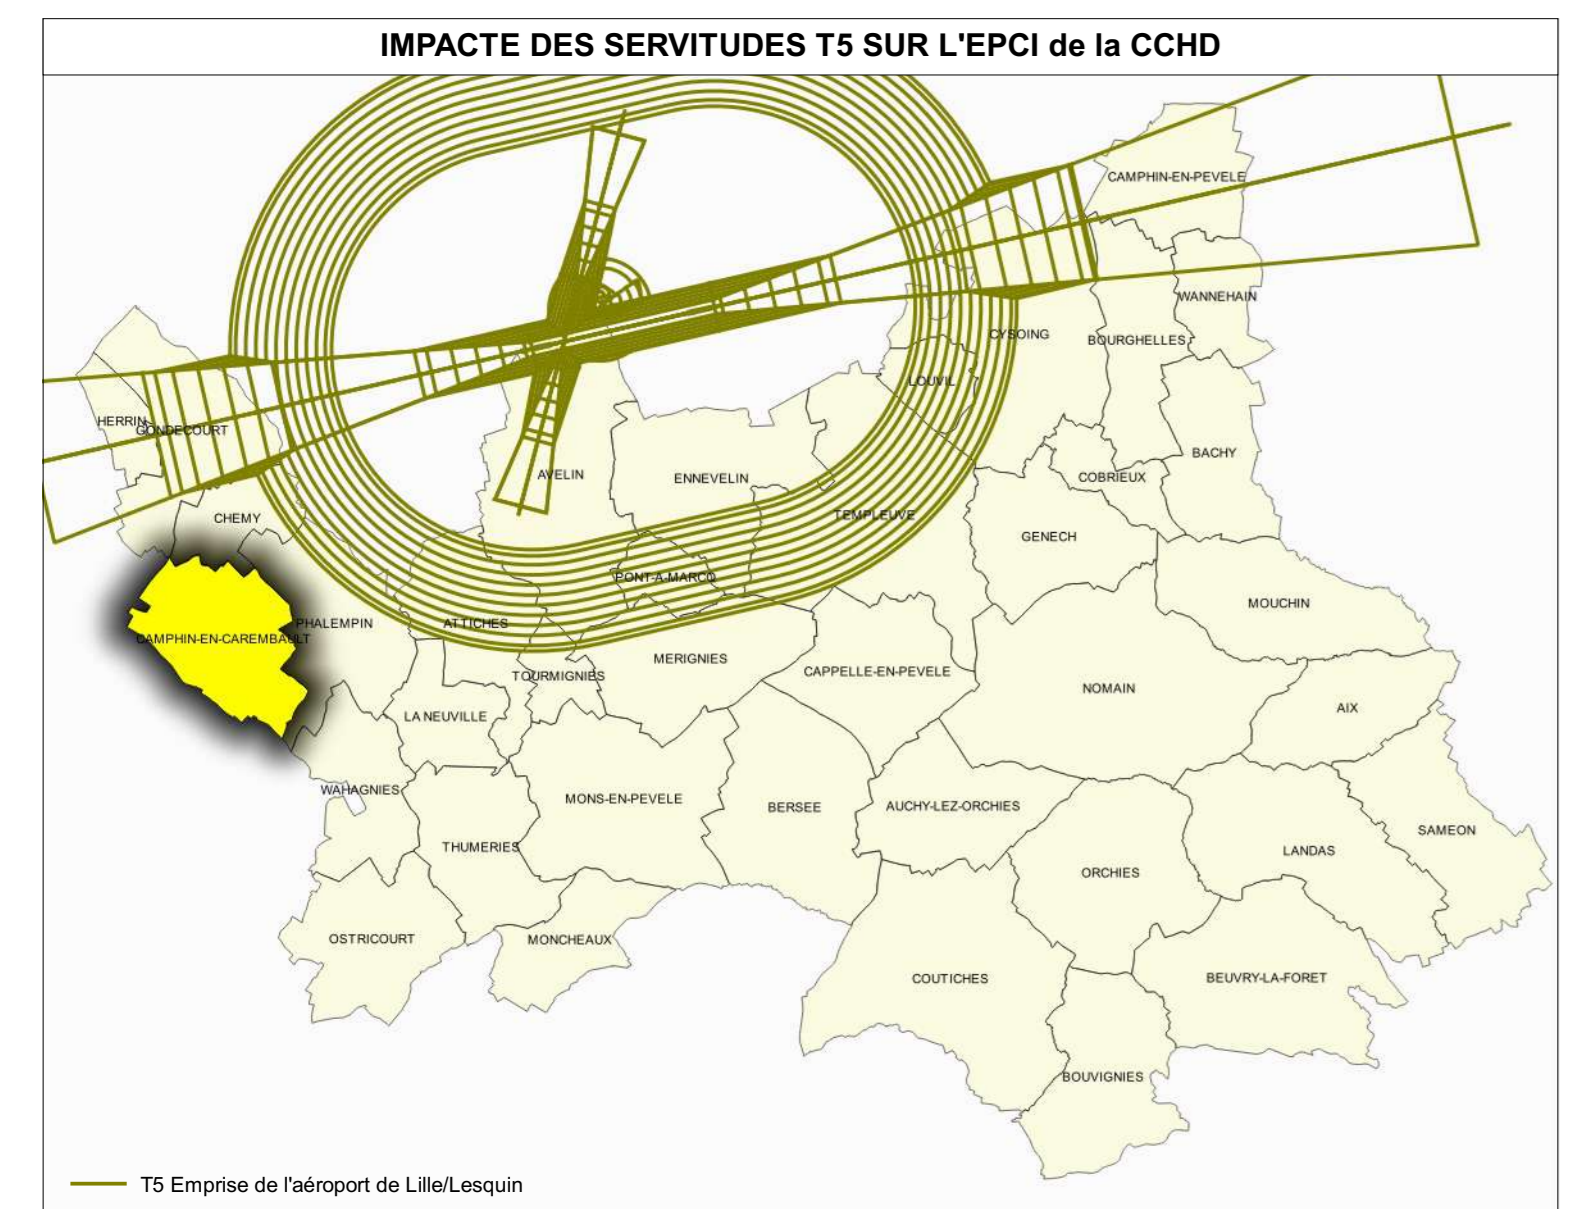 IMPACTE DES SERVITUDES T5 SUR L'EPCI de la CCHD
CAMPHIN-EN-PEVELE
WANNEHAIN
CYSOING
BOURGHELLES
LOUVIL
HERRIN
GONDECOURT
BACHY
AVELIN
ENNEVELIN
COBRIEUX
CHEMY
TEMPLEUVE
GENECH
PONT-A-MARCQ
MOUCHIN
PHALEMPIN
ATTICHES
CAMPHIN-EN-CAREMBAULT
MERIGNIES
TOURMIGNIES
CAPPELLE-EN-PEVELE
NOMAIN
AIX
LA NEUVILLE
WAHAGNIES
MONS-EN-PEVELE
BERSEE
AUCHY-LEZ-ORCHIES
SAMEON
THUMERIES
LANDAS
ORCHIES
OSTRICOURT
MONCHEAUX
COUTICHES
BEUVRY-LA-FORET
BOUVIGNIES
T5 Emprise de l'aéroport de Lille/Lesquin